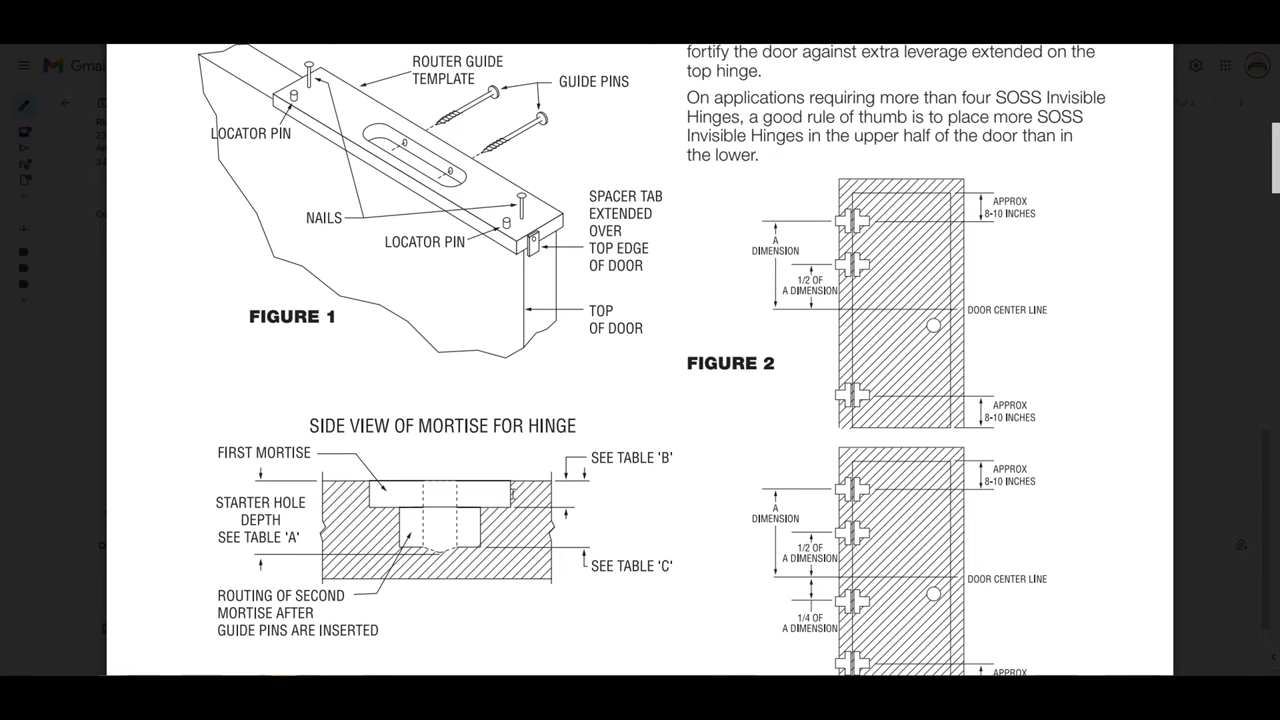 Gmai
fortify the door against extra leverage extended on the
top hinge.
On applications requiring more than four SOSS Invisible
Hinges, a good rule of thumb is to place more SOSS
Invisible Hinges in the upper half of the door than in
the lower.
ROUTER GUIDE
TEMPLATE
GUIDE PINS
LOCATOR PIN
NAILS
LOCATOR PIN
SPACER TAB
EXTENDED
OVER
TOP EDGE
OF DOOR
TOP
OF DOOR
FIGURE 1
APPROX
8-10 INCHES
A
DIMENSION
1/2 OF
A DIMENSION
DOOR CENTER LINE
FIGURE 2
APPROX
8-10 INCHES
SIDE VIEW OF MORTISE FOR HINGE
FIRST MORTISE
SEE TABLE 'B'
STARTER HOLE
DEPTH
SEE TABLE 'A'
SEE TABLE 'C'
ROUTING OF SECOND
MORTISE AFTER
GUIDE PINS ARE INSERTED
APPROX
8-10 INCHES
A
DIMENSION
1/2 OF
A DIMENSION
DOOR CENTER LINE
1/4 OF
A DIMENSION
APPROX